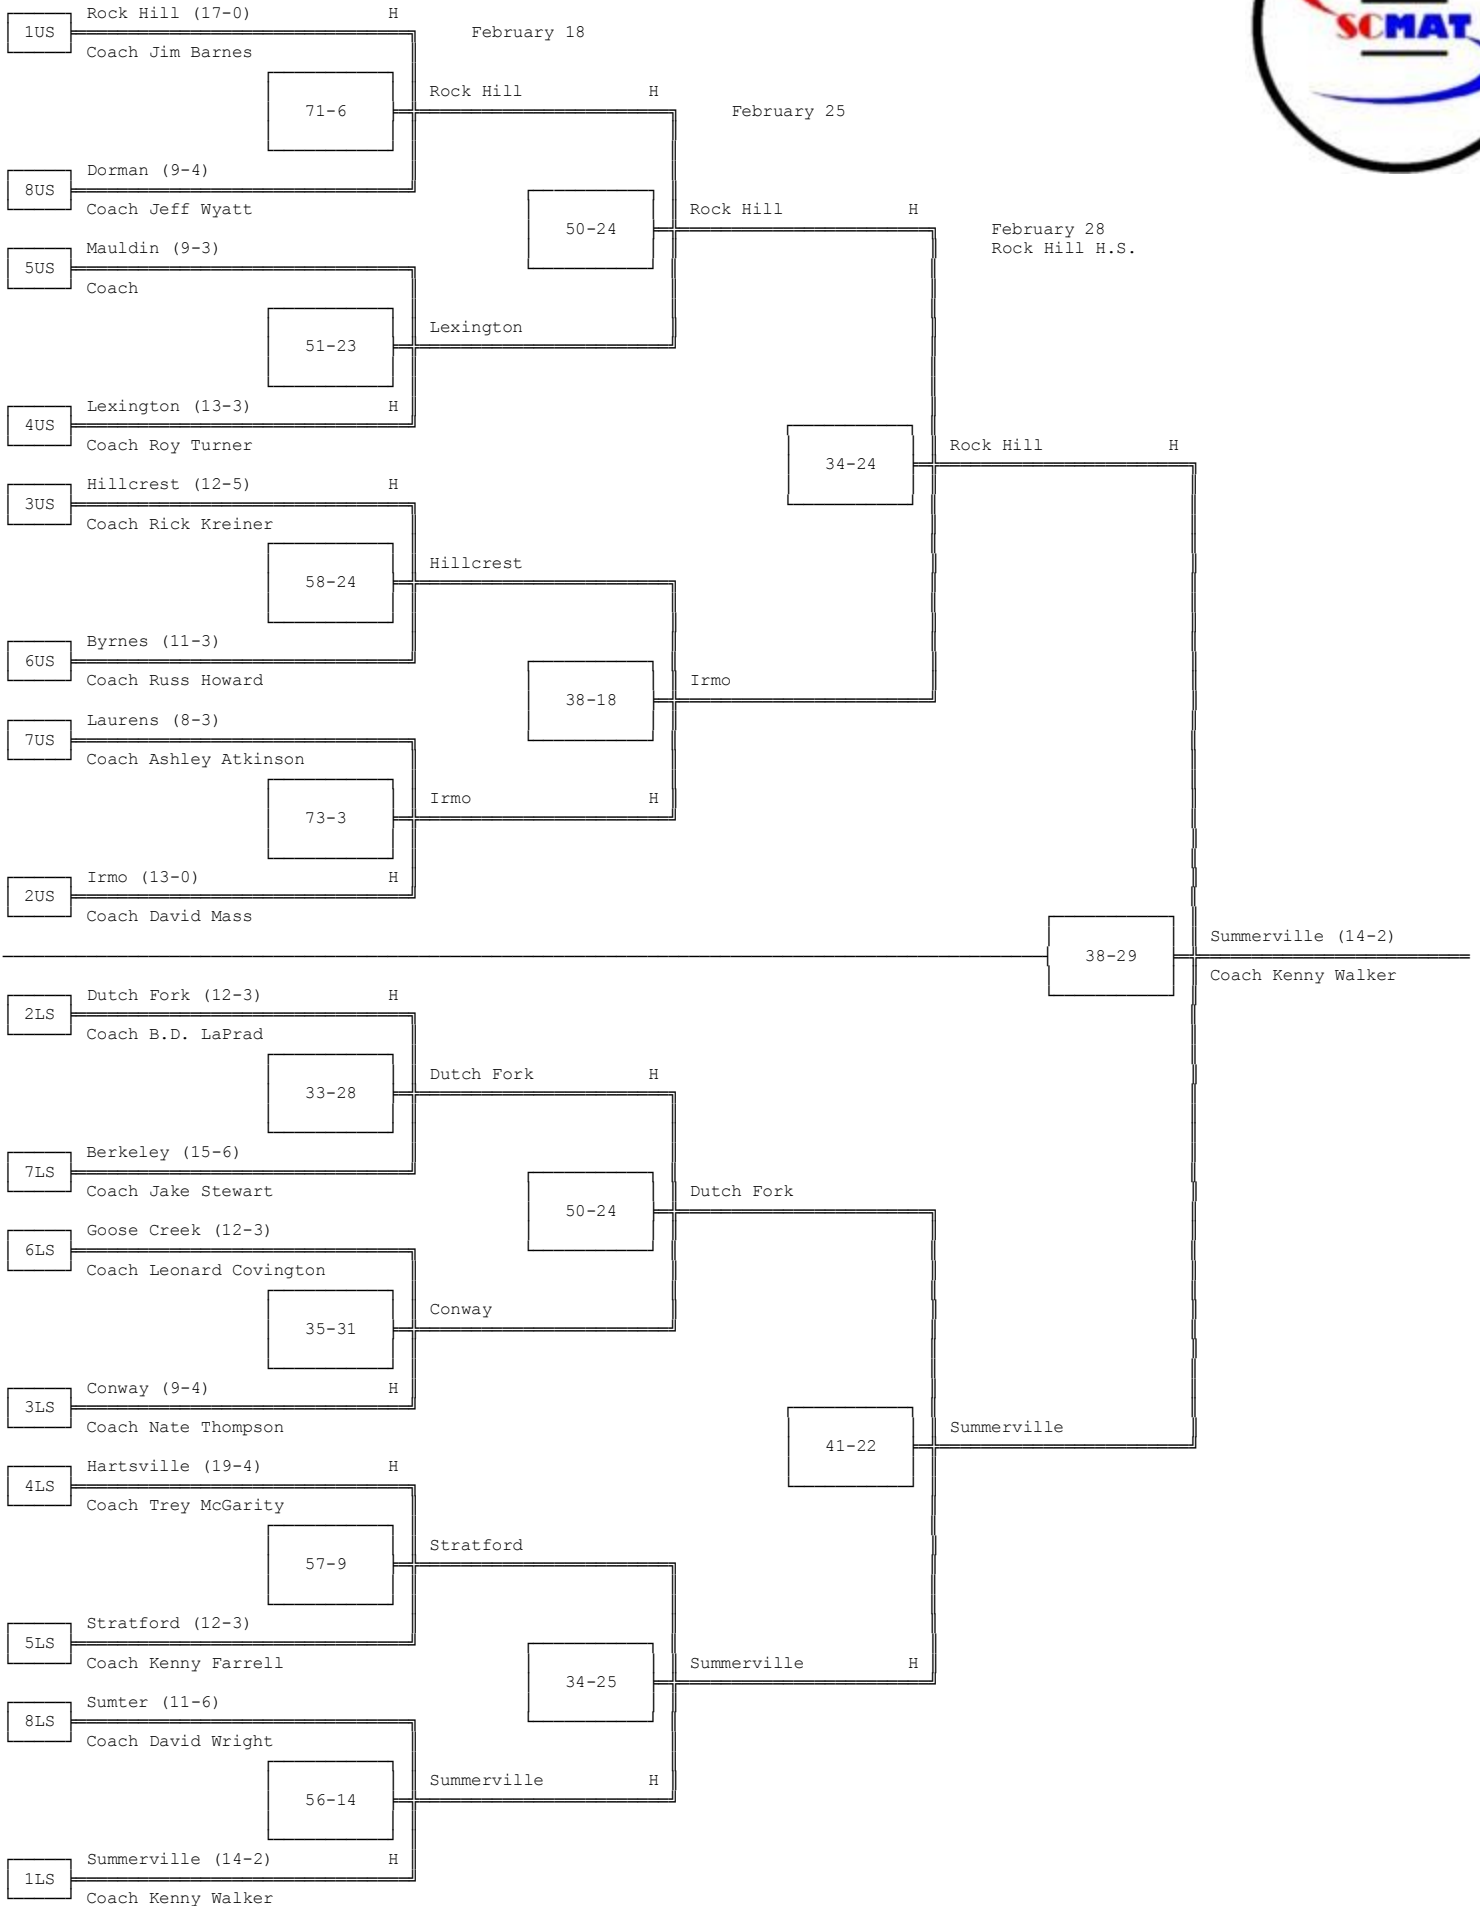 Rock Hill (17-0) H
1US
February 18
SCMAT
Coach Jim Barnes
Rock Hill H
71-6
February 25
Dorman (9-4)
8US
Coach Jeff Wyatt
Rock Hill H
50-24
February 28
Rock Hill H.S.
Mauldin (9-3)
5US
Coach
Lexington
51-23
Lexington (13-3) H
4US
Coach Roy Turner
Rock Hill H
34-24
Hillcrest (12-5) H
3US
Coach Rick Kreiner
Hillcrest
58-24
Byrnes (11-3)
6US
Coach Russ Howard
Irmo
38-18
Laurens (8-3)
7US
Coach Ashley Atkinson
Irmo H
73-3
Irmo (13-0) H
2US
Coach David Mass
Summerville (14-2)
38-29
Coach Kenny Walker
Dutch Fork (12-3) H
2LS
Coach B.D. LaPrad
Dutch Fork H
33-28
Berkeley (15-6)
7LS
Coach Jake Stewart
Dutch Fork
50-24
Goose Creek (12-3)
6LS
Coach Leonard Covington
Conway
35-31
Conway (9-4) H
3LS
Coach Nate Thompson
Summerville
41-22
Hartsville (19-4) H
4LS
Coach Trey McGarity
Stratford
57-9
Stratford (12-3)
5LS
Coach Kenny Farrell
Summerville H
34-25
Sumter (11-6)
8LS
Coach David Wright
Summerville H
56-14
Summerville (14-2) H
1LS
Coach Kenny Walker